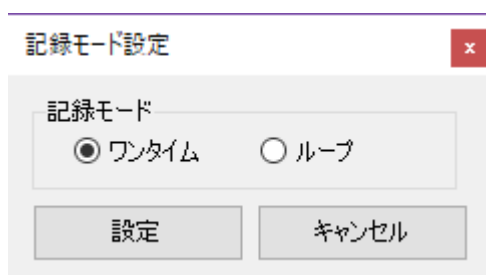 記録モード設定
x
記録モード
ワンタイム ループ
設定 キャンセル